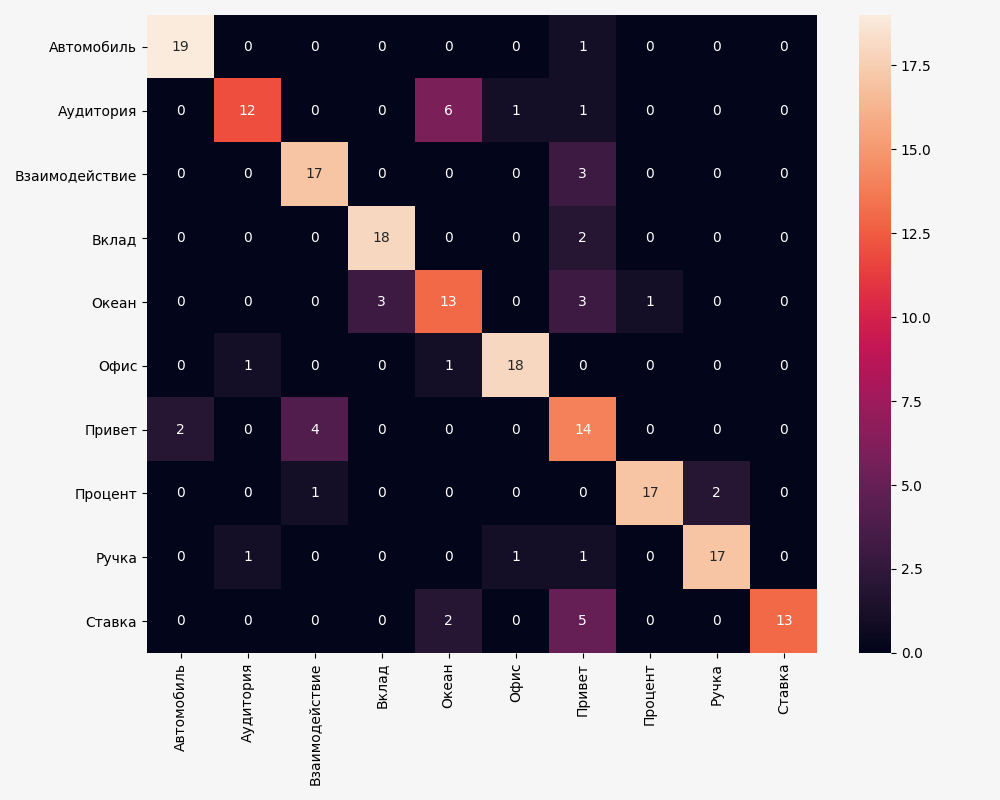 Автомобиль 19 0 0 0 0 0 1 0 0 0
Аудитория 0 12 0 0 6 1 1 0 0 0
Взаимодействие 0 0 17 0 0 0 3 0 0 0
Вклад 0 0 0 18 0 0 2 0 0 0
Океан 0 0 0 3 13 0 3 1 0 0
Офис 0 1 0 0 1 18 0 0 0 0
Привет 2 0 4 0 0 0 14 0 0 0
Процент 0 0 1 0 0 0 0 17 2 0
Ручка 0 1 0 0 0 1 1 0 17 0
Ставка 0 0 0 0 2 0 5 0 0 13
Автомобиль
Аудитория
Взаимодействие
Вклад
Океан
Офис
Привет
Процент
Ручка
Ставка
17.5
15.0
12.5
10.0
7.5
5.0
2.5
0.0